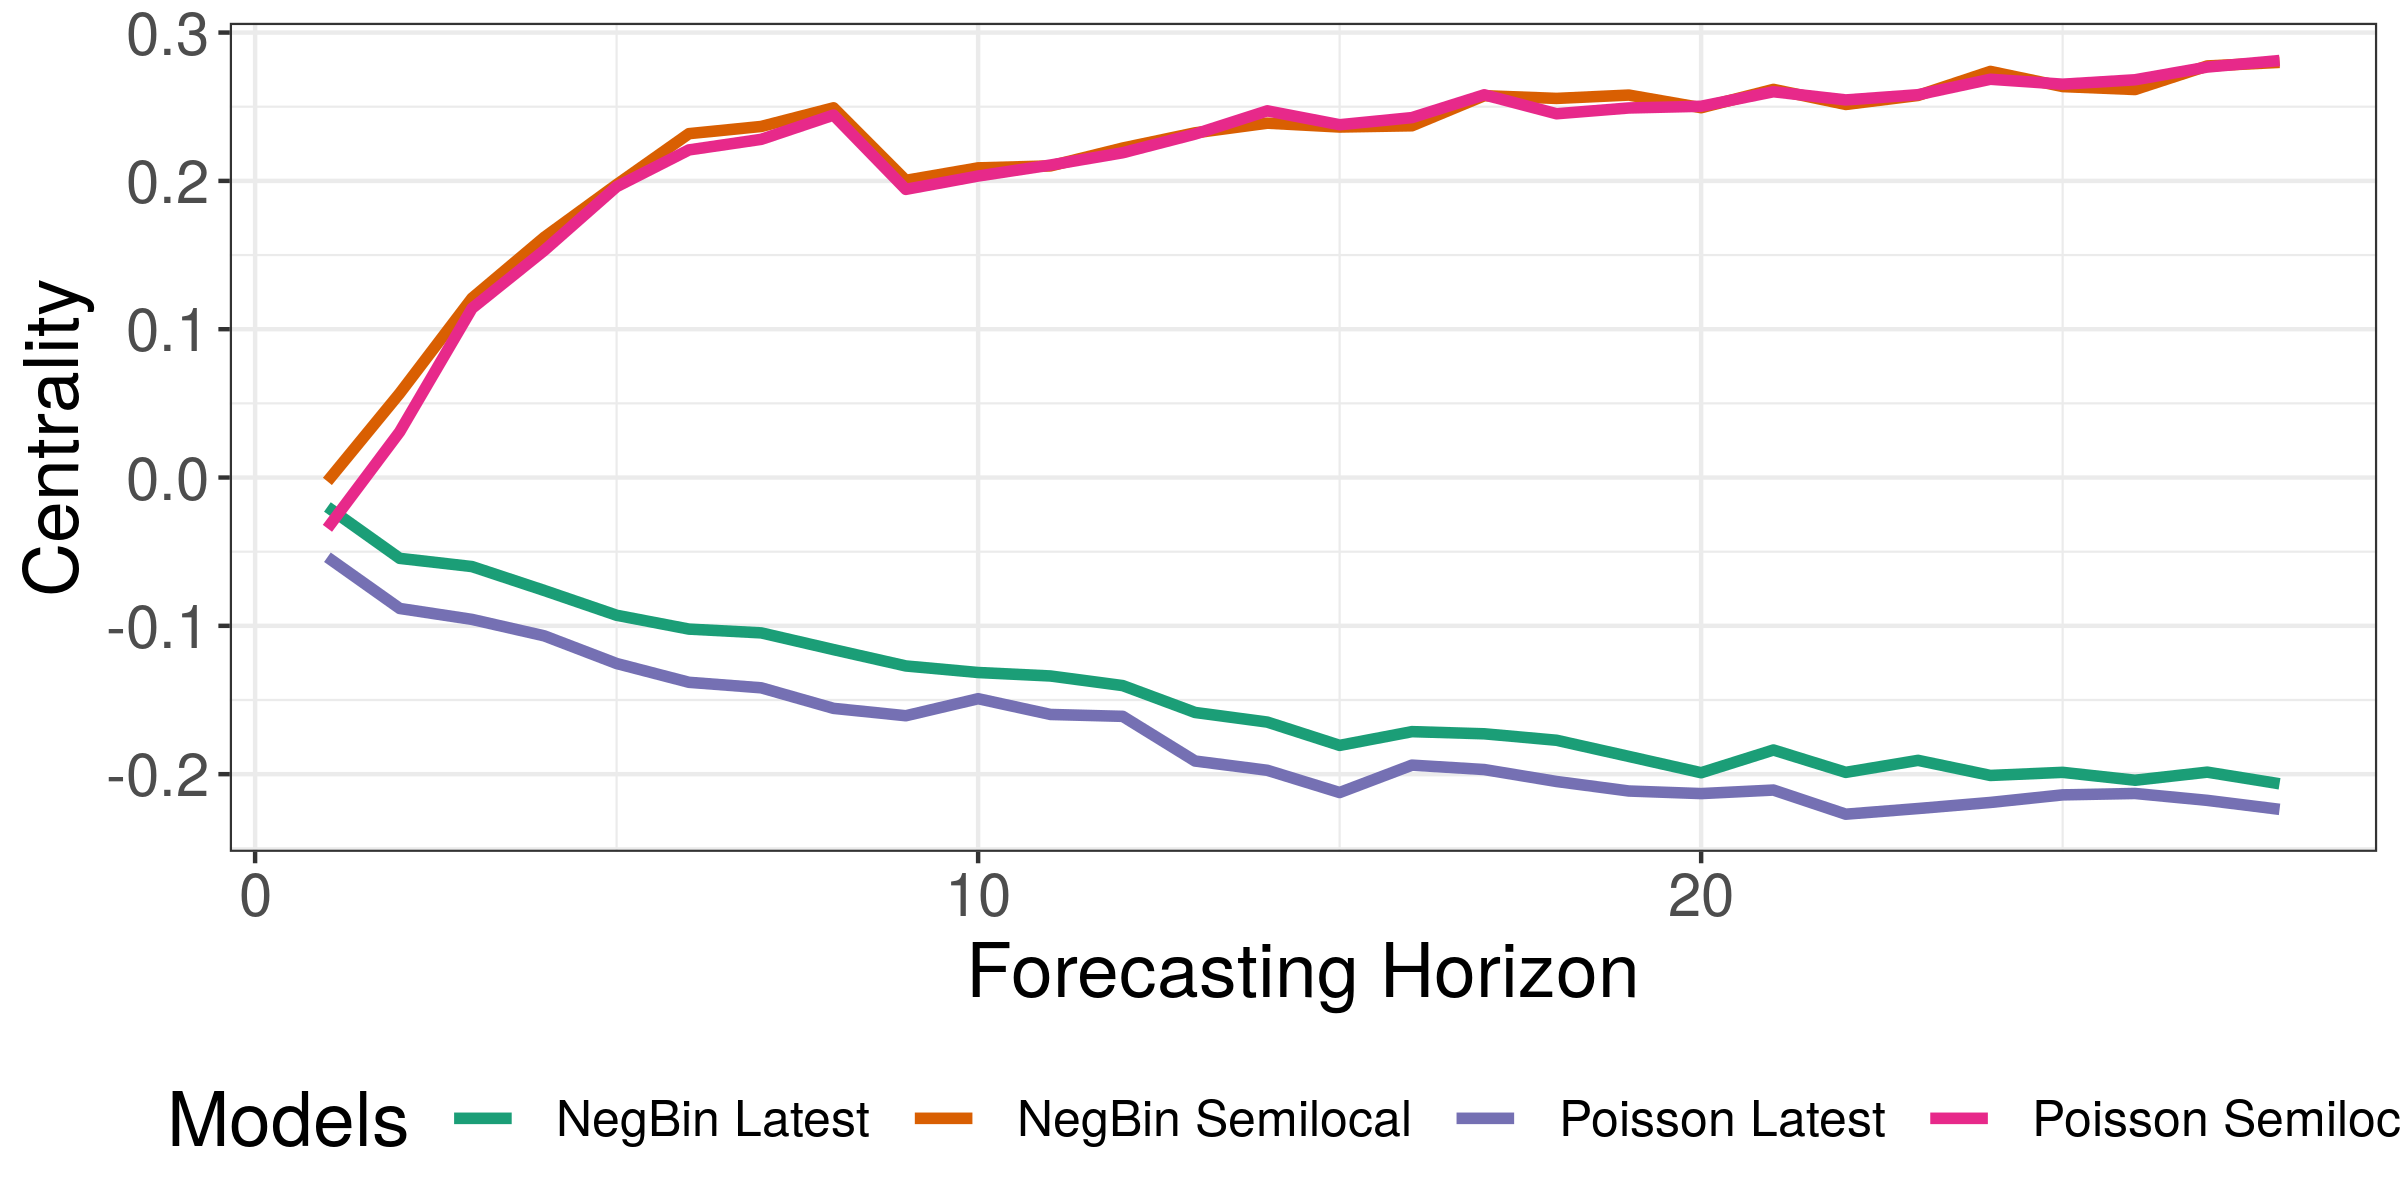 0.3
0.2
0.1
0.0
-0.1
-0.2
Centrality
0 10 20
Forecasting Horizon
Models NegBin Latest NegBin Semilocal Poisson Latest Poisson Semiloc